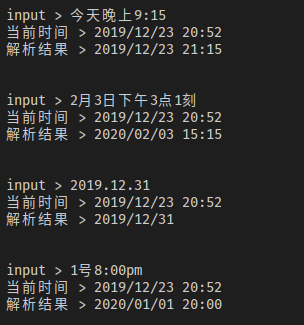 input > 今天晚上9:15
当前时间 > 2019/12/23 20:52
解析结果 > 2019/12/23 21:15
input > 2月3日下午3点1刻
当前时间 > 2019/12/23 20:52
解析结果 > 2020/02/03 15:15
input > 2019.12.31
当前时间 > 2019/12/23 20:52
解析结果 > 2019/12/31
input > 1号8:00pm
当前时间 > 2019/12/23 20:52
解析结果 > 2020/01/01 20:00